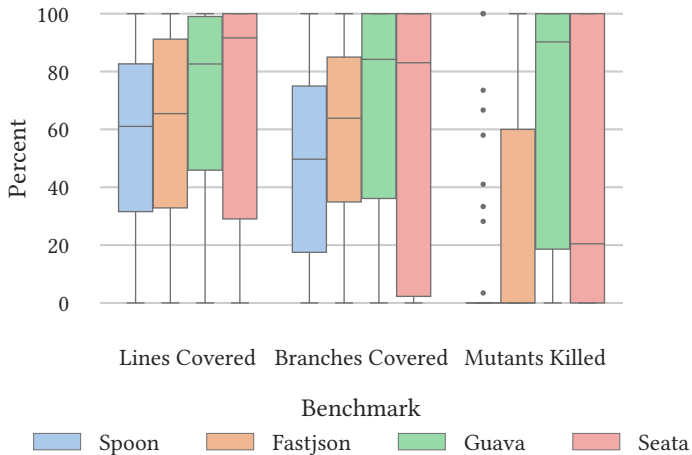 Percent
100
80
60
40
20
0
Lines Covered Branches Covered Mutants Killed
Benchmark
Spoon Fastjson Guava Seata